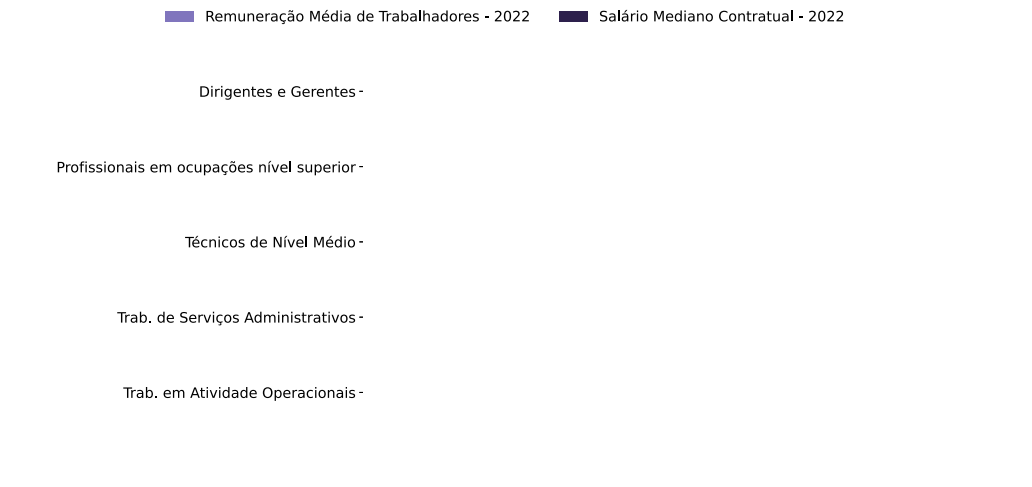 Remuneração Média de Trabalhadores - 2022 Salário Mediano Contratual - 2022
Dirigentes e Gerentes
Profissionais em ocupações nível superior
Técnicos de Nível Médio
Trab. de Serviços Administrativos
Trab. em Atividade Operacionais